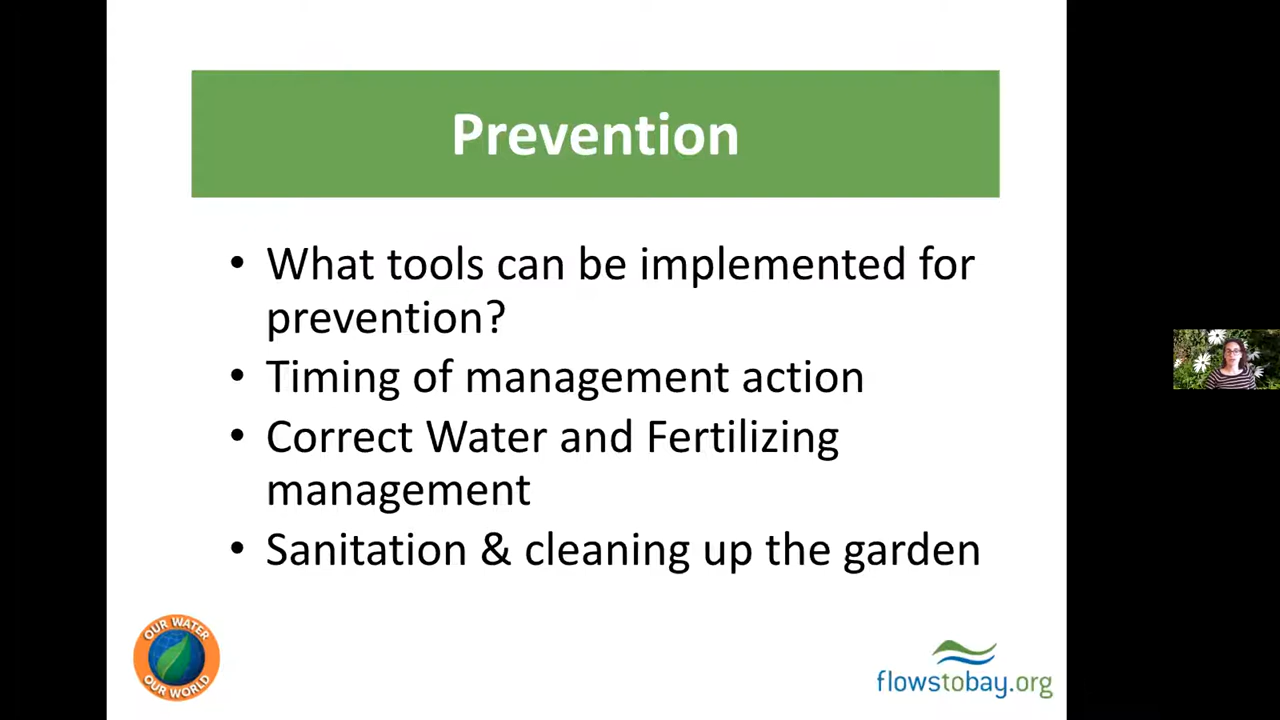 Prevention
• What tools can be implemented for
prevention?
• Timing of management action
• Correct Water and Fertilizing
management
• Sanitation & cleaning up the garden
OUR WATER
OUR WORLD
flowstobay.org